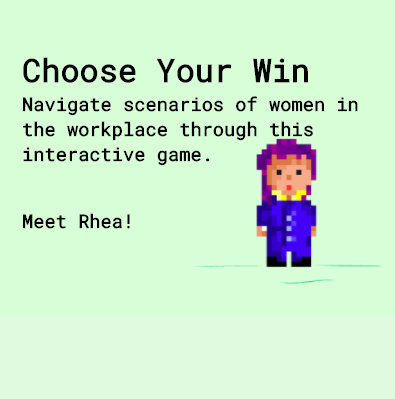 Choose Your Win
Navigate scenarios of women in
the workplace through this
interactive game.
Meet Rhea!